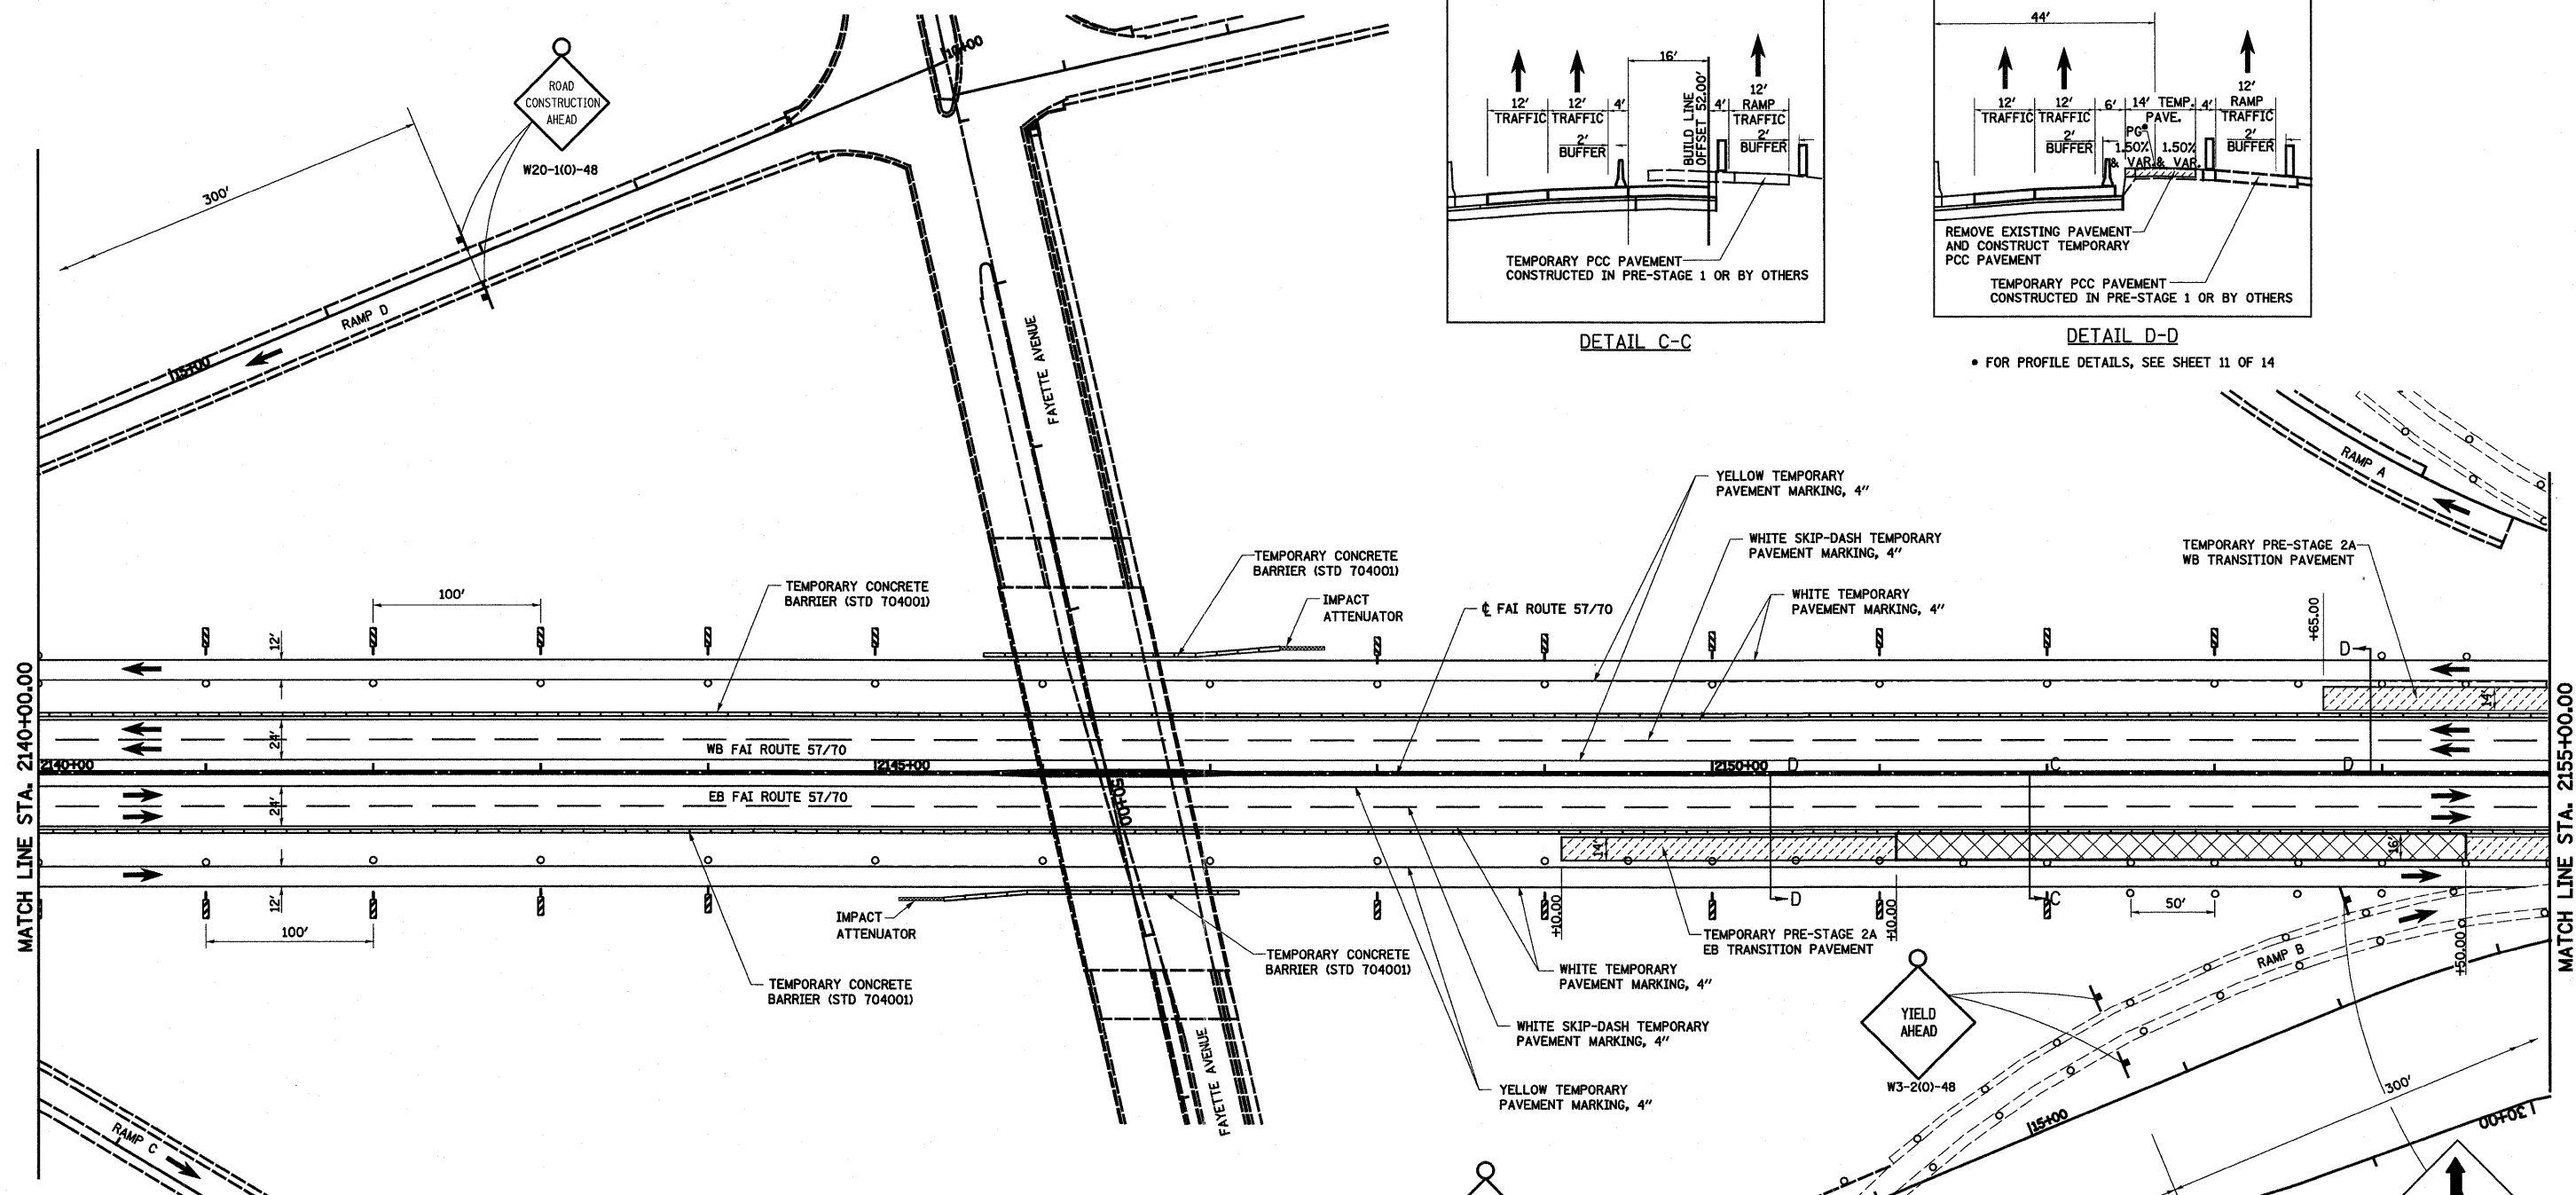 10+00
ROAD
CONSTRUCTION
AHEAD
W20-1(O)-48
300'
RAMP D
15+00
FAYETTE AVENUE
16'
12'
TRAFFIC
12'
TRAFFIC
4'
BUILD LINE
OFFSET 52.00'
4'
12'
RAMP
TRAFFIC
2'
BUFFER
2'
BUFFER
TEMPORARY PCC PAVEMENT
CONSTRUCTED IN PRE-STAGE 1 OR BY OTHERS
DETAIL C-C
44'
12'
TRAFFIC
12'
TRAFFIC
6'
14' TEMP.
PAVE.
4'
12'
RAMP
TRAFFIC
PG•
2'
BUFFER
1.50%
& VAR.
1.50%
& VAR.
2'
BUFFER
REMOVE EXISTING PAVEMENT
AND CONSTRUCT TEMPORARY
PCC PAVEMENT
TEMPORARY PCC PAVEMENT
CONSTRUCTED IN PRE-STAGE 1 OR BY OTHERS
DETAIL D-D
• FOR PROFILE DETAILS, SEE SHEET 11 OF 14
RAMP A
YELLOW TEMPORARY
PAVEMENT MARKING, 4"
WHITE SKIP-DASH TEMPORARY
PAVEMENT MARKING, 4"
TEMPORARY PRE-STAGE 2A
WB TRANSITION PAVEMENT
TEMPORARY CONCRETE
BARRIER (STD 704001)
TEMPORARY CONCRETE
BARRIER (STD 704001)
IMPACT
ATTENUATOR
℄ FAI ROUTE 57/70
WHITE TEMPORARY
PAVEMENT MARKING, 4"
100'
12'
+65.00
D
14'
24'
WB FAI ROUTE 57/70
MATCH LINE STA. 2140+00.00
2140+00
2145+00
2150+00
D
C
D
MATCH LINE STA. 2155+00.00
50+00
24'
EB FAI ROUTE 57/70
14'
16'
12'
100'
IMPACT
ATTENUATOR
+10.00
D
+10.00
C
50'
+50.00
TEMPORARY PRE-STAGE 2A
EB TRANSITION PAVEMENT
TEMPORARY CONCRETE
BARRIER (STD 704001)
TEMPORARY CONCRETE
BARRIER (STD 704001)
WHITE TEMPORARY
PAVEMENT MARKING, 4"
WHITE SKIP-DASH TEMPORARY
PAVEMENT MARKING, 4"
YELLOW TEMPORARY
PAVEMENT MARKING, 4"
YIELD
AHEAD
W3-2(O)-48
RAMP B
15+00
300'
30+00
FAYETTE AVENUE
RAMP C